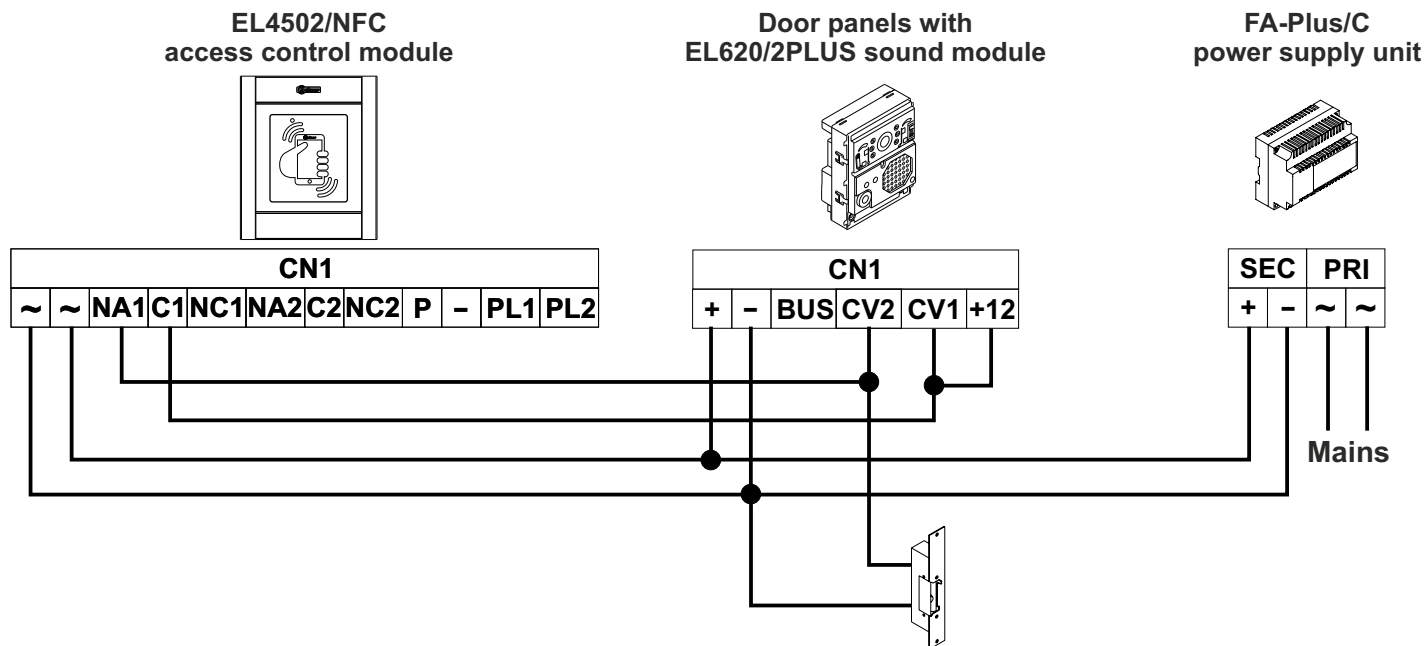 EL4502/NFC
access control module
Door panels with
EL620/2PLUS sound module
FA-Plus/C
power supply unit
CN1
~ ~ NA1 C1 NC1 NA2 C2 NC2 P – PL1 PL2
CN1
+ – BUS CV2 CV1 +12
SEC PRI
+ – ~ ~
Mains